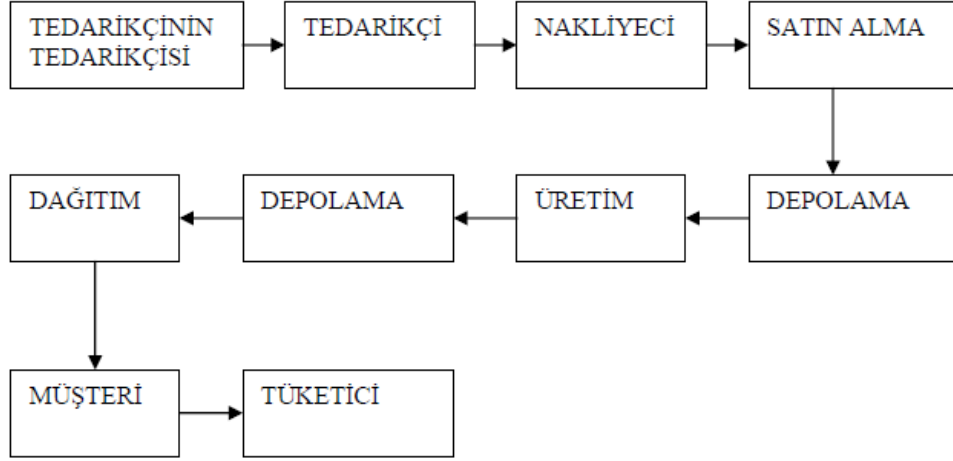 TEDARİKÇİNİN
TEDARİKÇİSİ
TEDARİKÇİ
NAKLİYECİ
SATIN ALMA
DAĞITIM
DEPOLAMA
ÜRETİM
DEPOLAMA
MÜŞTERİ
TÜKETİCİ